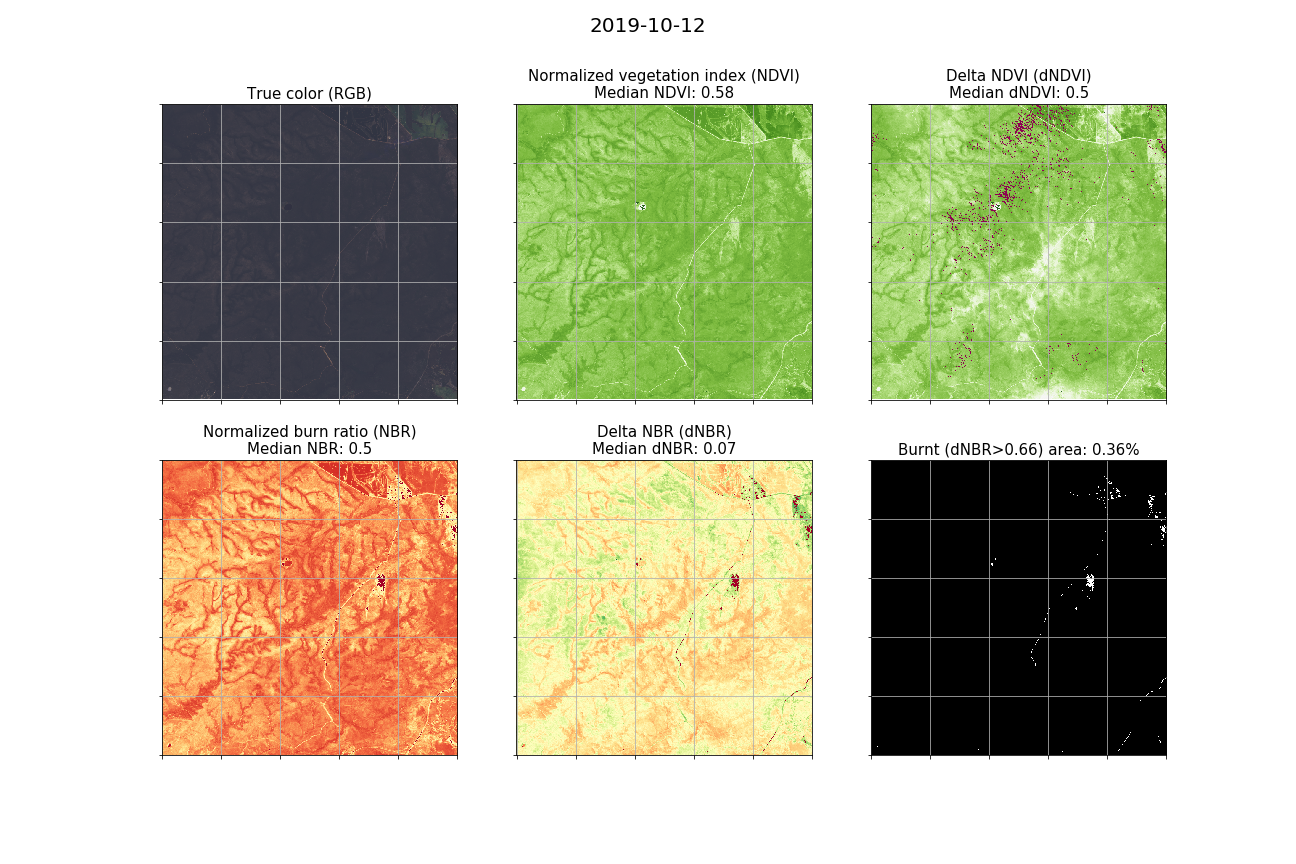 2019-10-12
True color (RGB)
Normalized vegetation index (NDVI)
Median NDVI: 0.58
Delta NDVI (dNDVI)
Median dNDVI: 0.5
Normalized burn ratio (NBR)
Median NBR: 0.5
Delta NBR (dNBR)
Median dNBR: 0.07
Burnt (dNBR>0.66) area: 0.36%